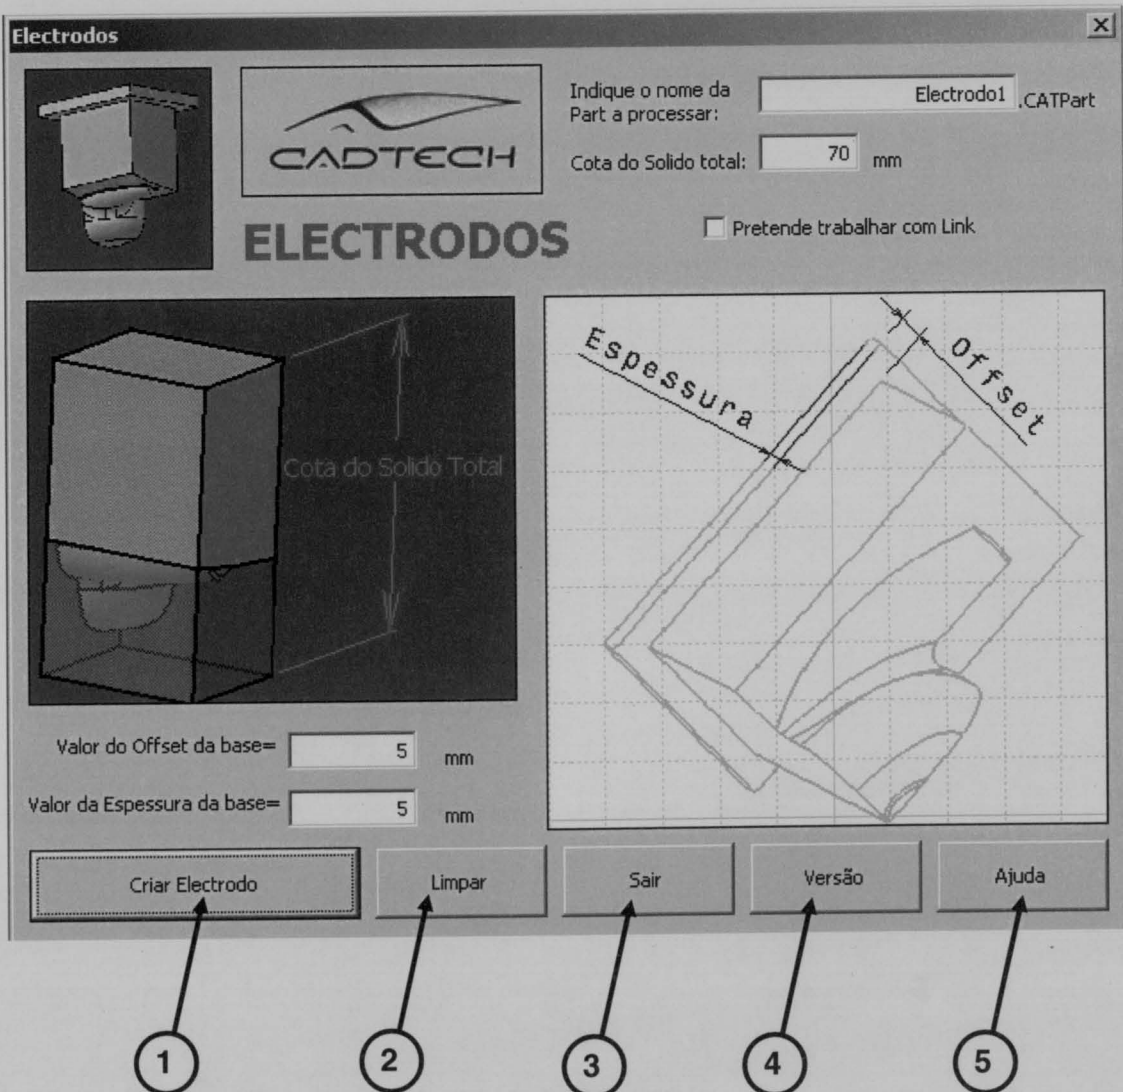 Electrodos
Indique o nome da
Part a processar:
Electrodo1 .CATPart
CADTECH
Cota do Solido total: 70 mm
ELECTRODOS
Pretende trabalhar com Link
Espessura
Offset
Cota do Solido Total
Valor do Offset da base= 5 mm
Valor da Espessura da base= 5 mm
Criar Electrodo
Limpar
Sair
Versão
Ajuda
1
2
3
4
5